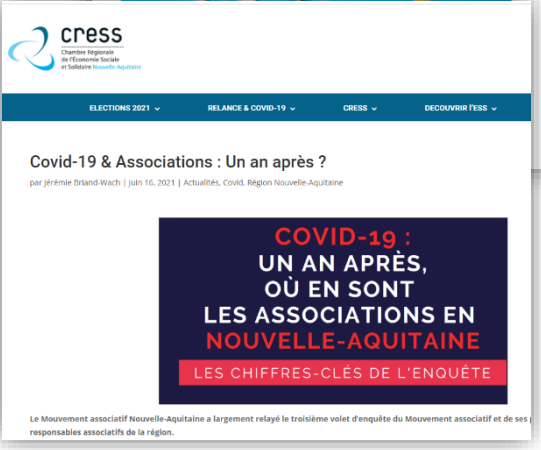 cress
Chambre Régionale
de l'Économie Sociale
et Solidaire Nouvelle-Aquitaine
ELECTIONS 2021 RELANCE & COVID-19 CRESS DECOUVRIR l'ESS
Covid-19 & Associations : Un an après ?
par Jérémie Briand-Wach | Juin 16, 2021 | Actualités, Covid, Région Nouvelle-Aquitaine
COVID-19 :
UN AN APRÈS,
OÙ EN SONT
LES ASSOCIATIONS EN
NOUVELLE-AQUITAINE
LES CHIFFRES-CLÉS DE L'ENQUÊTE
Le Mouvement associatif Nouvelle-Aquitaine a largement relayé le troisième volet d'enquête du Mouvement associatif et de ses
responsables associatifs de la région.